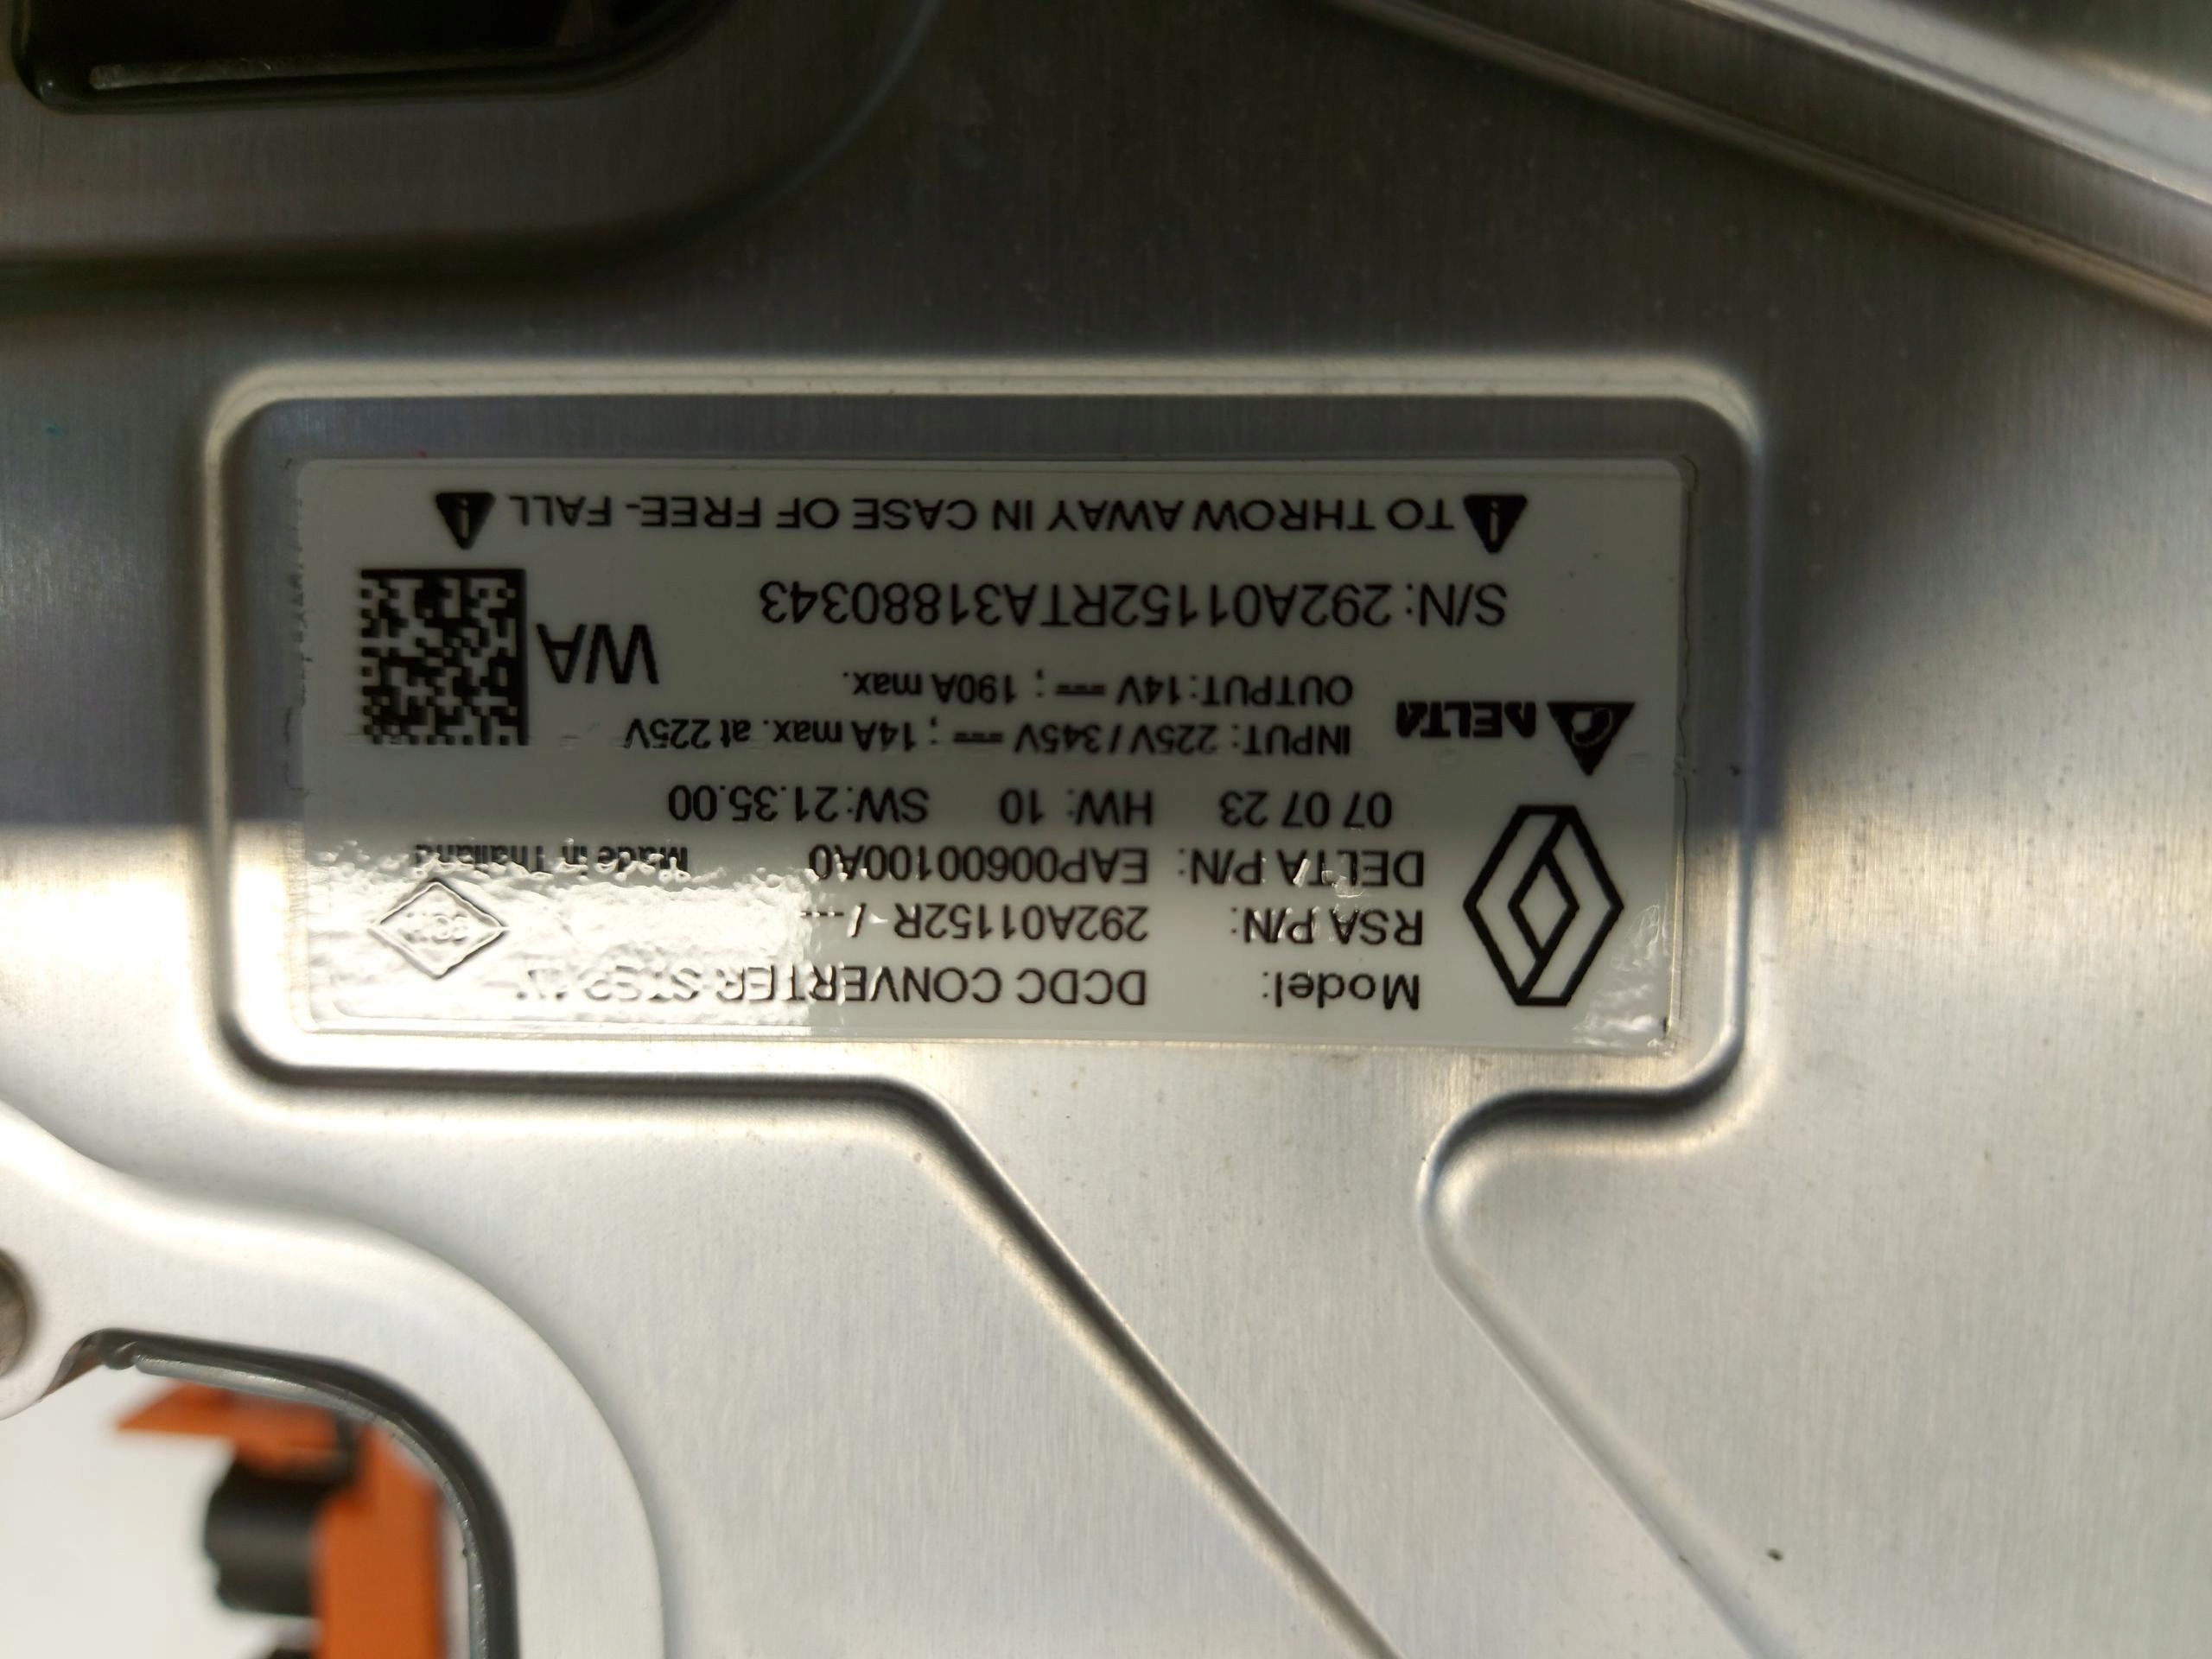 Model: DCDC CONVERTER
RSA P/N: 292A01152R / ---
DELTA P/N: EAP00600100A0 Made in Thailand
07 07 23 HW: 10 SW:21.35.00
DELTA
INPUT: 225V / 345V ⎓ ; 14A max. at 225V
OUTPUT:14V ⎓ ; 190A max.
WA
S/N: 292A01152RTA31880343
TO THROW AWAY IN CASE OF FREE- FALL